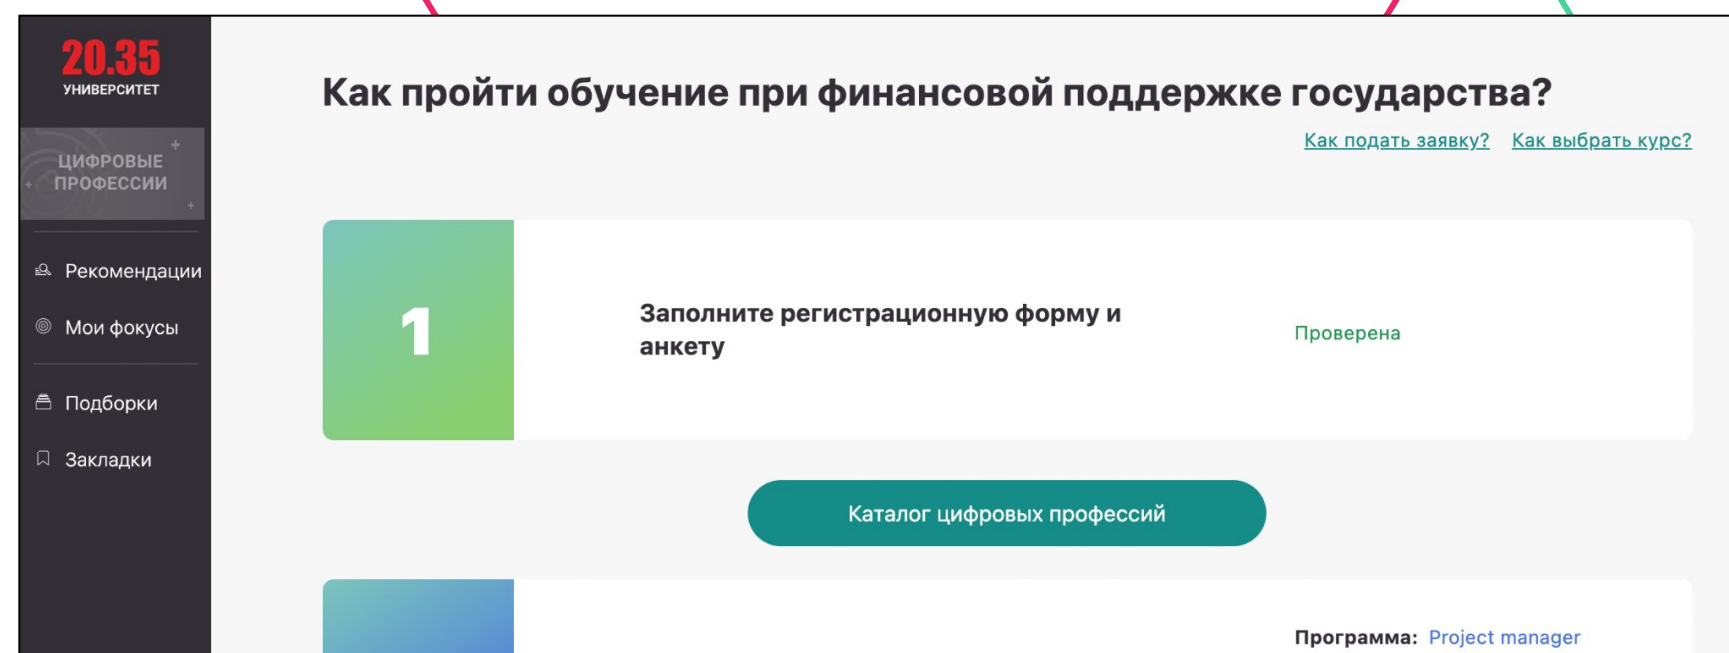 20.35
УНИВЕРСИТЕТ
ЦИФРОВЫЕ
ПРОФЕССИИ
Рекомендации
Мои фокусы
Подборки
Закладки
Как пройти обучение при финансовой поддержке государства?
Как подать заявку? Как выбрать курс?
1
Заполните регистрационную форму и
анкету
Проверена
Каталог цифровых профессий
Программа: Project manager